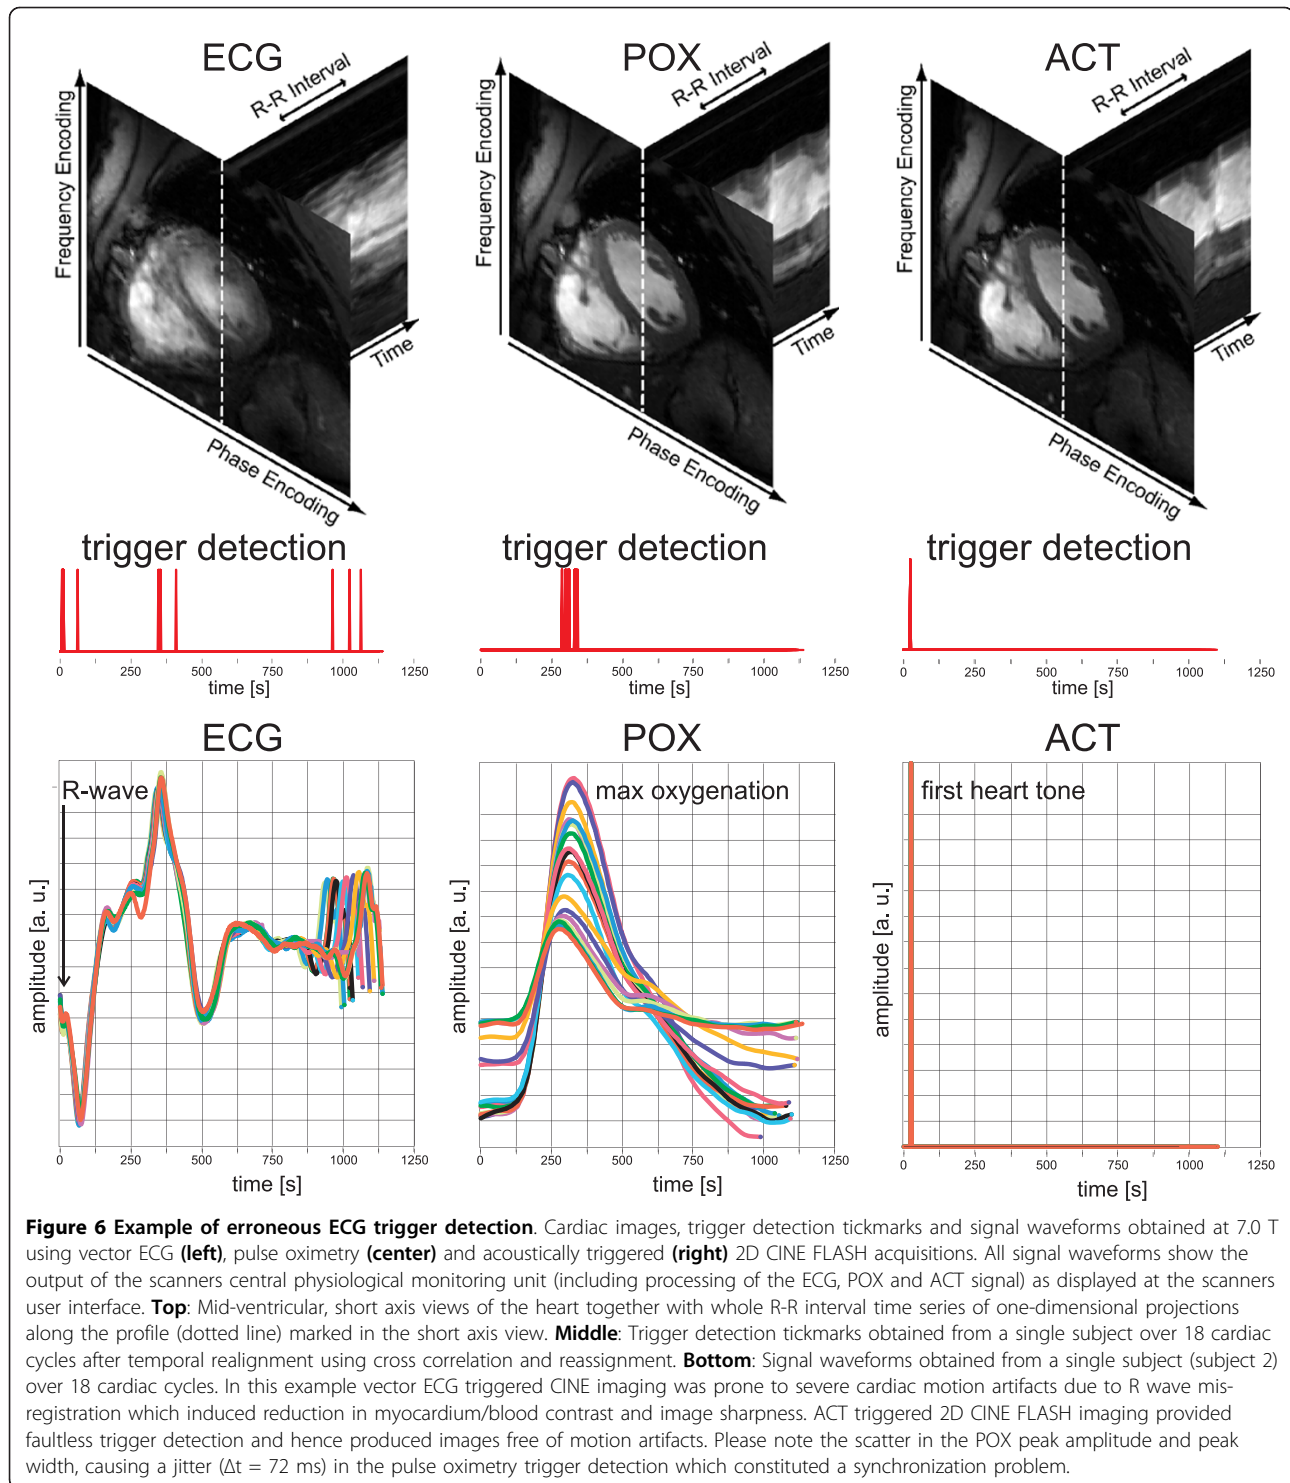 ECG POX ACT
R-R Interval R-R Interval R-R Interval
Frequency Encoding Frequency Encoding Frequency Encoding
Time Time Time
Phase Encoding Phase Encoding Phase Encoding
trigger detection trigger detection trigger detection
0 250 500 750 1000 1250 0 250 500 750 1000 1250 0 250 500 750 1000 1250
time [s] time [s] time [s]
ECG POX ACT
R-wave max oxygenation first heart tone
amplitude [a. u.] amplitude [a. u.] amplitude [a. u.]
0 250 500 750 1000 1250 0 250 500 750 1000 1250 0 250 500 750 1000 1250
time [s] time [s] time [s]
Figure 6 Example of erroneous ECG trigger detection. Cardiac images, trigger detection tickmarks and signal waveforms obtained at 7.0 T
using vector ECG (left), pulse oximetry (center) and acoustically triggered (right) 2D CINE FLASH acquisitions. All signal waveforms show the
output of the scanners central physiological monitoring unit (including processing of the ECG, POX and ACT signal) as displayed at the scanners
user interface. Top: Mid-ventricular, short axis views of the heart together with whole R-R interval time series of one-dimensional projections
along the profile (dotted line) marked in the short axis view. Middle: Trigger detection tickmarks obtained from a single subject over 18 cardiac
cycles after temporal realignment using cross correlation and reassignment. Bottom: Signal waveforms obtained from a single subject (subject 2)
over 18 cardiac cycles. In this example vector ECG triggered CINE imaging was prone to severe cardiac motion artifacts due to R wave mis-
registration which induced reduction in myocardium/blood contrast and image sharpness. ACT triggered 2D CINE FLASH imaging provided
faultless trigger detection and hence produced images free of motion artifacts. Please note the scatter in the POX peak amplitude and peak
width, causing a jitter (Δt = 72 ms) in the pulse oximetry trigger detection which constituted a synchronization problem.